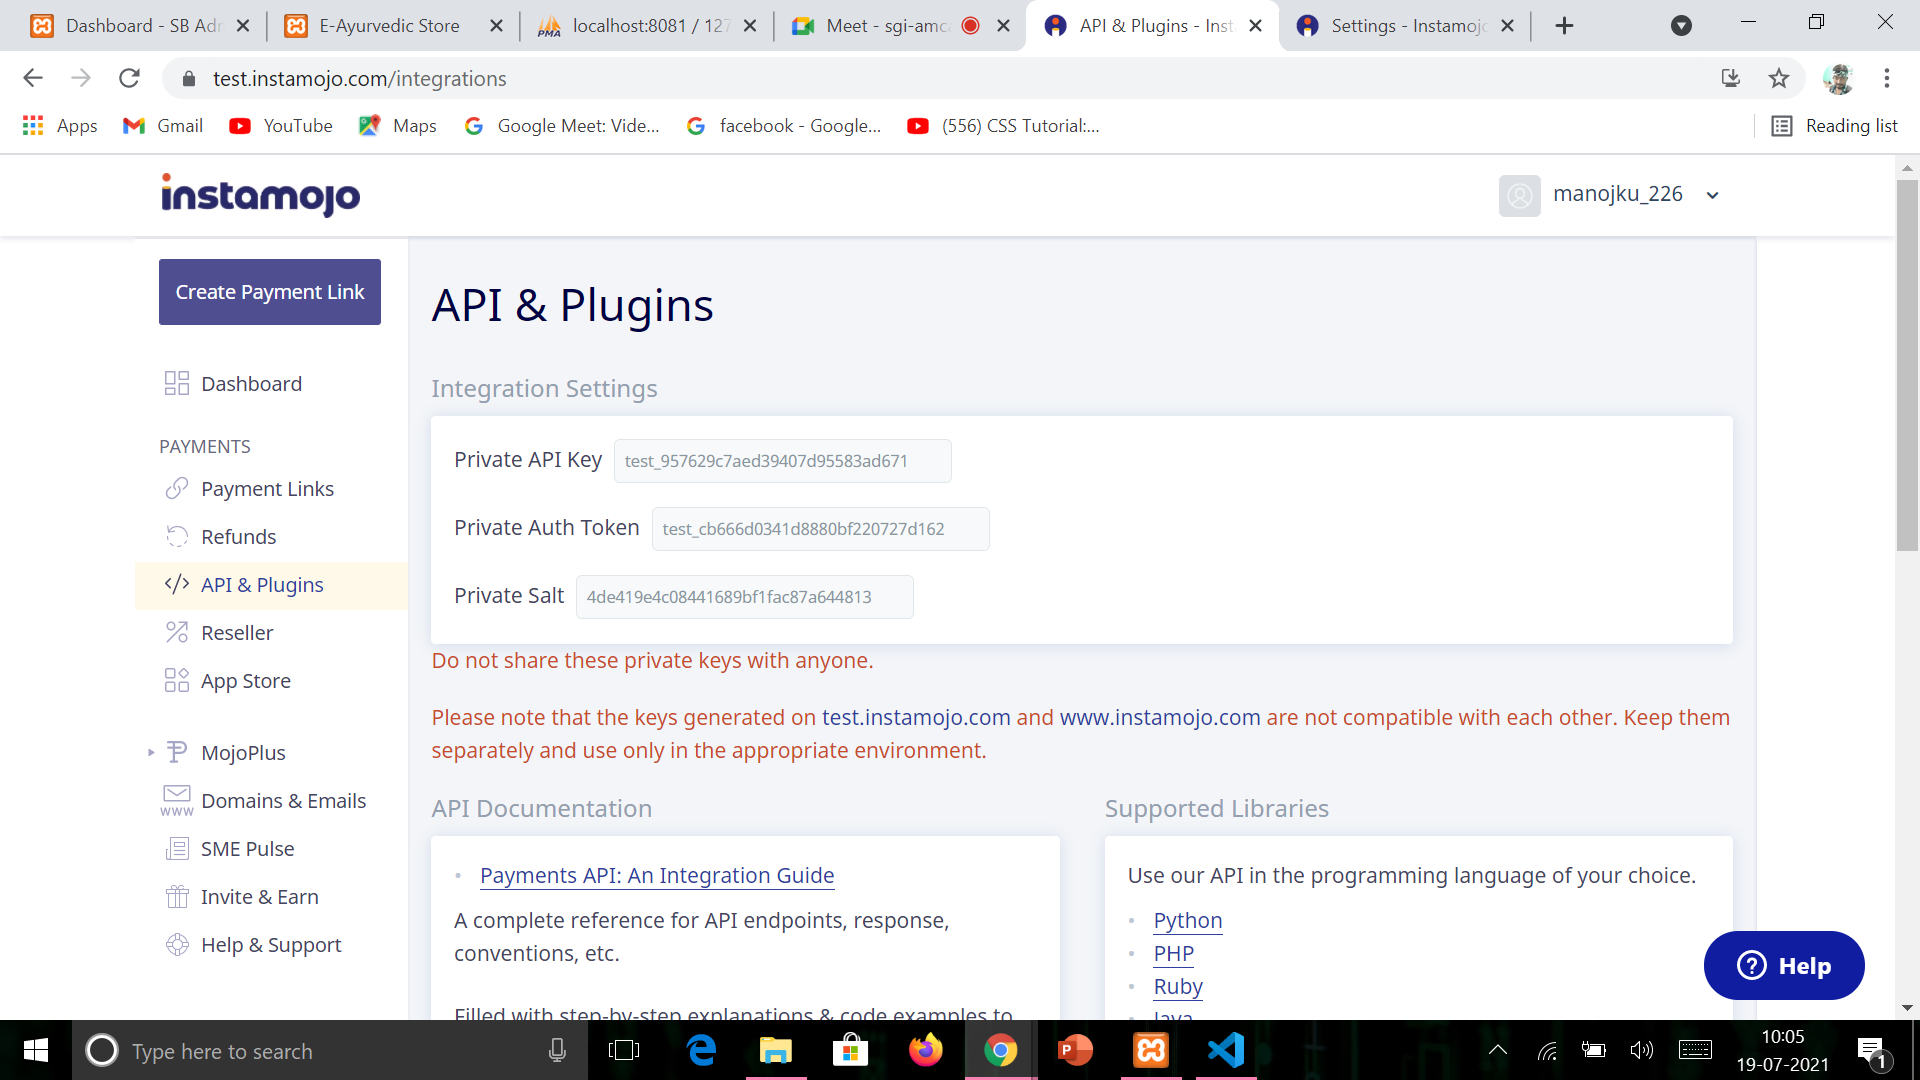 Dashboard - SB Adr
E-Ayurvedic Store
localhost:8081 / 127
Meet - sgi-amca
API & Plugins - Inst
Settings - Instamojo
test.instamojo.com/integrations
Apps
Gmail
YouTube
Maps
Google Meet: Vide...
facebook - Google...
(556) CSS Tutorial:...
Reading list
instamojo
manojku_226
Create Payment Link
Dashboard
PAYMENTS
Payment Links
Refunds
API & Plugins
Reseller
App Store
MojoPlus
Domains & Emails
SME Pulse
Invite & Earn
Help & Support
API & Plugins
Integration Settings
Private API Key test_957629c7aed39407d95583ad671
Private Auth Token test_cb666d0341d8880bf220727d162
Private Salt 4de419e4c08441689bf1fac87a644813
Do not share these private keys with anyone.
Please note that the keys generated on test.instamojo.com and www.instamojo.com are not compatible with each other. Keep them
separately and use only in the appropriate environment.
API Documentation
Payments API: An Integration Guide
A complete reference for API endpoints, response,
conventions, etc.
Filled with step-by-step explanations & code examples to
Supported Libraries
Use our API in the programming language of your choice.
Python
PHP
Ruby
Java
Help
Type here to search
10:05
19-07-2021
1